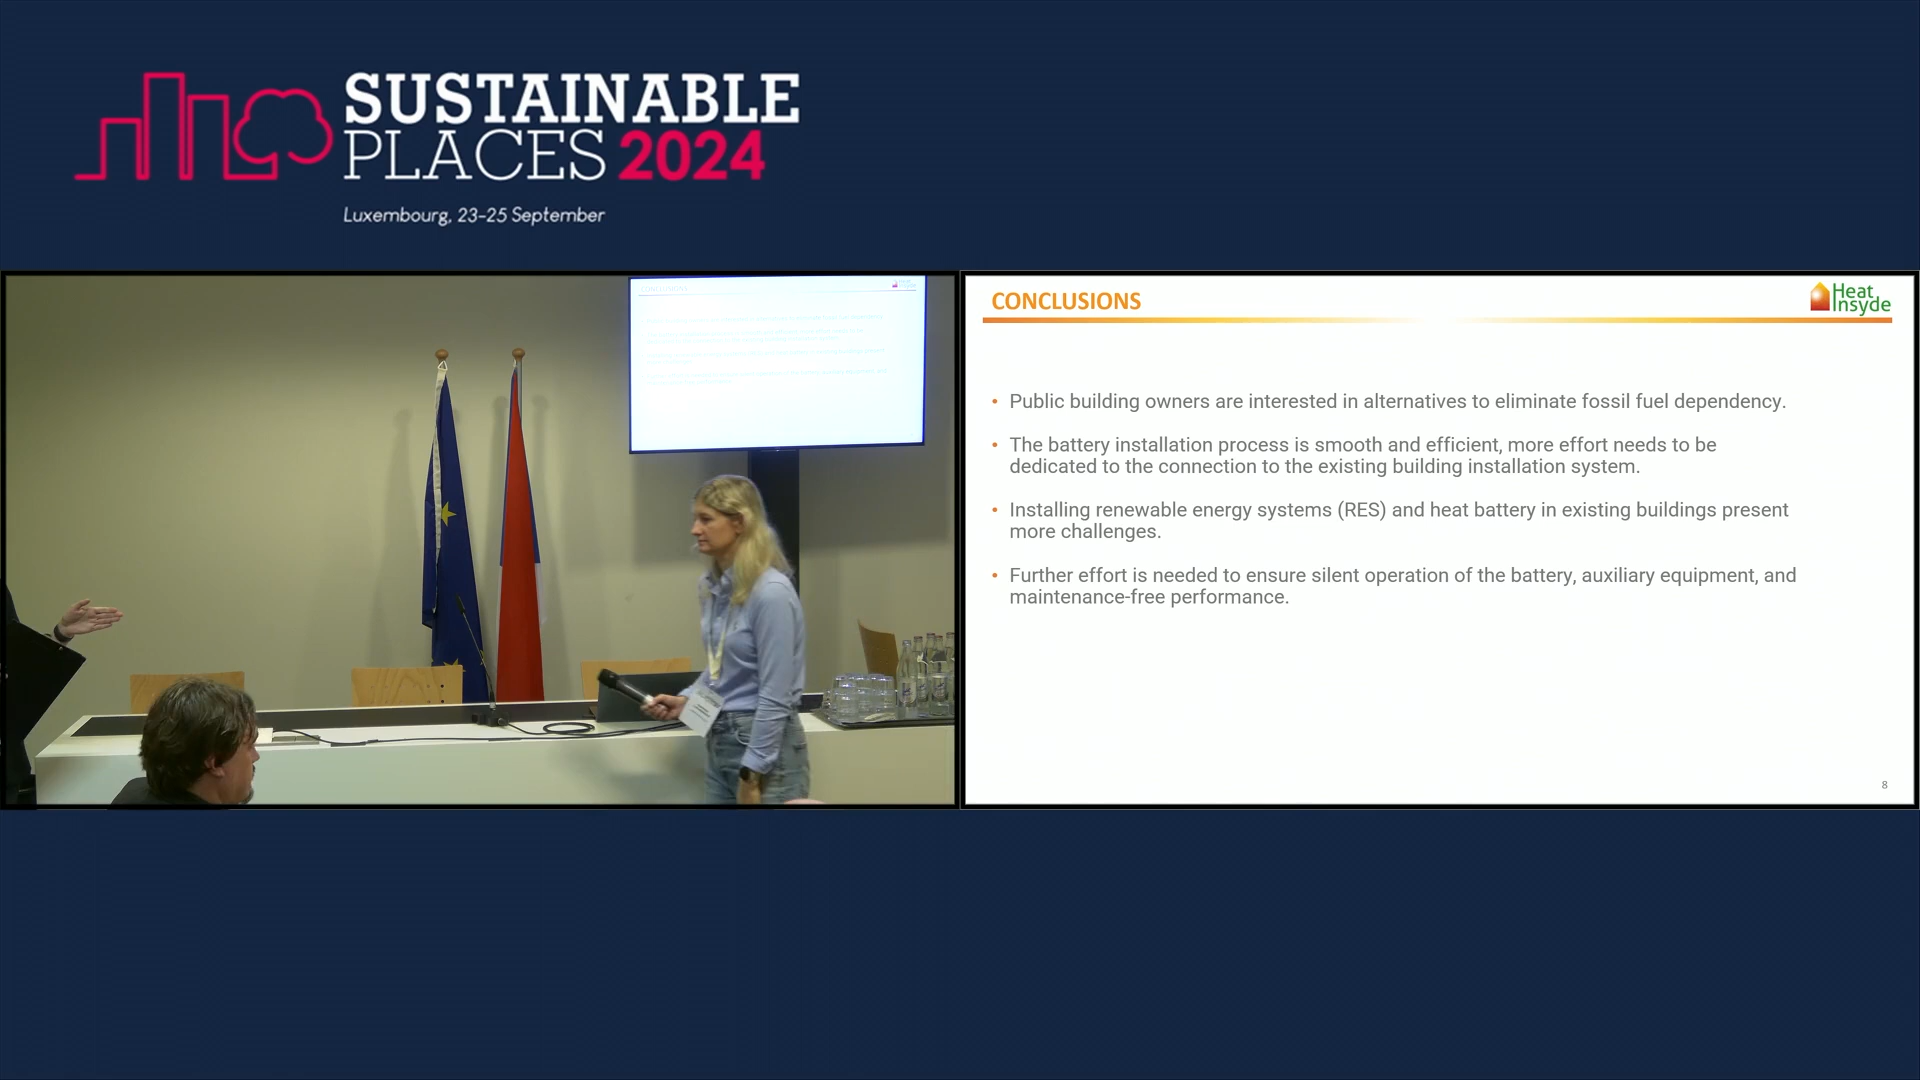 SUSTAINABLE
PLACES 2024
Luxembourg, 23-25 September
CONCLUSIONS
Heat
Insyde
• Public building owners are interested in alternatives to eliminate fossil fuel dependency.
• The battery installation process is smooth and efficient, more effort needs to be
dedicated to the connection to the existing building installation system.
• Installing renewable energy systems (RES) and heat battery in existing buildings present
more challenges.
• Further effort is needed to ensure silent operation of the battery, auxiliary equipment, and
maintenance-free performance.
8